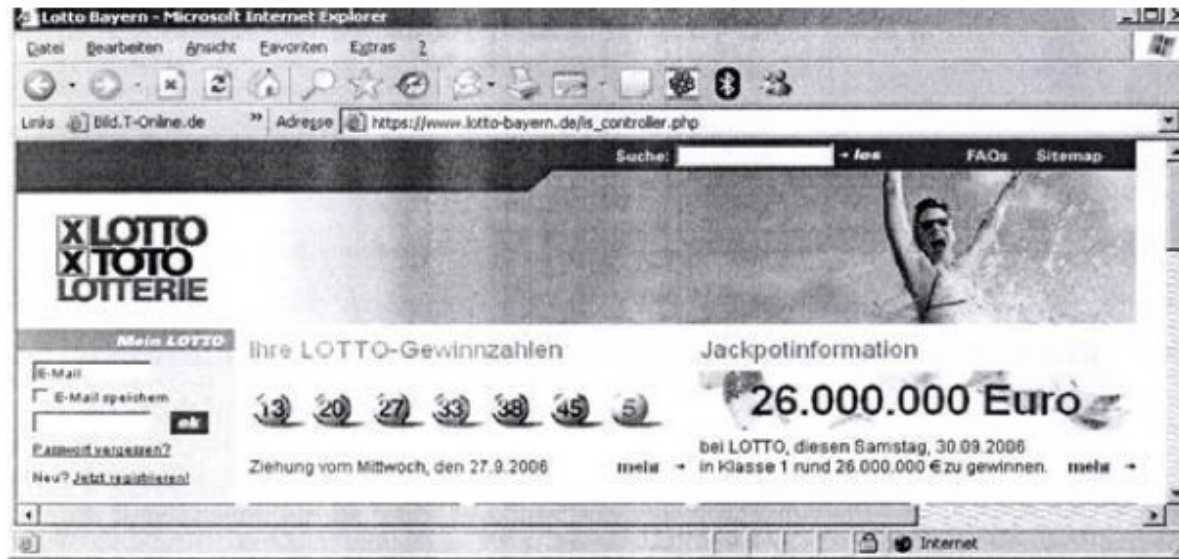 Lotto Bayern - Microsoft Internet Explorer
Datei Bearbeiten Ansicht Favoriten Extras ?
Links Bild.T-Online.de » Adresse https://www.lotto-bayern.de/is_controller.php
Suche: los FAQs Sitemap
X LOTTO
X TOTO
LOTTERIE
Mein LOTTO
E-Mail
E-Mail speichern
ok
Passwort vergessen?
Neu? Jetzt registrieren!
Ihre LOTTO-Gewinnzahlen
13 20 27 33 38 45 5
Ziehung vom Mittwoch, den 27.9.2006 mehr
Jackpotinformation
26.000.000 Euro
bei LOTTO, diesen Samstag, 30.09.2006
in Klasse 1 rund 26.000.000 € zu gewinnen. mehr
Internet